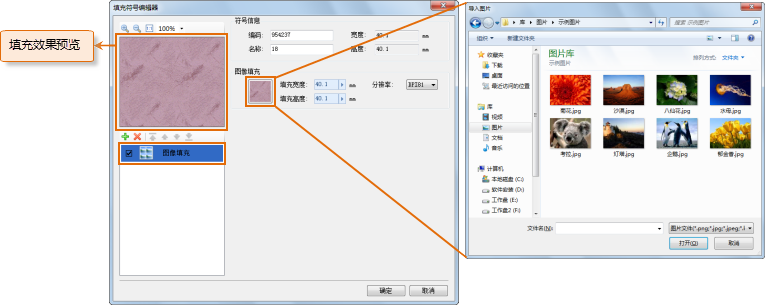 填充效果预览
填充符号编辑器
100%
符号信息
编码: 954237 宽度: 40.1 mm
名称: 18 高度: 40.1 mm
图像填充
填充宽度: 40.1 mm 分辨率: DPI81
填充高度: 40.1 mm
图像填充
确定 取消
导入图片
库 图片 示例图片
搜索 示例图片
组织 新建文件夹
收藏夹
下载
桌面
最近访问的位置
库
视频
图片
文档
音乐
计算机
本地磁盘 (C:)
软件安装 (D:)
工作盘 (E:)
工作盘2 (F:)
图片库
示例图片
排列方式: 文件夹
菊花.jpg 沙漠.jpg 八仙花.jpg 水母.jpg
考拉.jpg 灯塔.jpg 企鹅.jpg 郁金香.jpg
文件名(N):
图片文件(*.png;*.jpg;*.jpeg;*.
打开(O) 取消